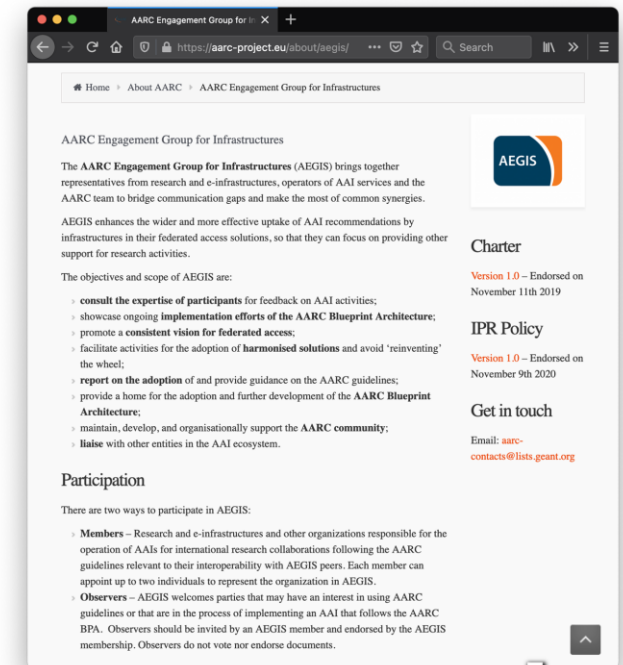 AARC Engagement Group for In
https://aarc-project.eu/about/aegis/
Search
Home
About AARC
AARC Engagement Group for Infrastructures
AARC Engagement Group for Infrastructures
The AARC Engagement Group for Infrastructures (AEGIS) brings together
representatives from research and e-infrastructures, operators of AAI services and the
AARC team to bridge communication gaps and make the most of common synergies.
AEGIS enhances the wider and more effective uptake of AAI recommendations by
infrastructures in their federated access solutions, so that they can focus on providing other
support for research activities.
The objectives and scope of AEGIS are:
consult the expertise of participants for feedback on AAI activities;
showcase ongoing implementation efforts of the AARC Blueprint Architecture;
promote a consistent vision for federated access;
facilitate activities for the adoption of harmonised solutions and avoid ‘reinventing’
the wheel;
report on the adoption of and provide guidance on the AARC guidelines;
provide a home for the adoption and further development of the AARC Blueprint
Architecture;
maintain, develop, and organisationally support the AARC community;
liaise with other entities in the AAI ecosystem.
Participation
There are two ways to participate in AEGIS:
Members – Research and e-infrastructures and other organizations responsible for the
operation of AAIs for international research collaborations following the AARC
guidelines relevant to their interoperability with AEGIS peers. Each member can
appoint up to two individuals to represent the organization in AEGIS.
Observers – AEGIS welcomes parties that may have an interest in using AARC
guidelines or that are in the process of implementing an AAI that follows the AARC
BPA. Observers should be invited by an AEGIS member and endorsed by the AEGIS
membership. Observers do not vote nor endorse documents.
AEGIS
Charter
Version 1.0 – Endorsed on
November 11th 2019
IPR Policy
Version 1.0 – Endorsed on
November 9th 2020
Get in touch
Email: aarc-
contacts@lists.geant.org